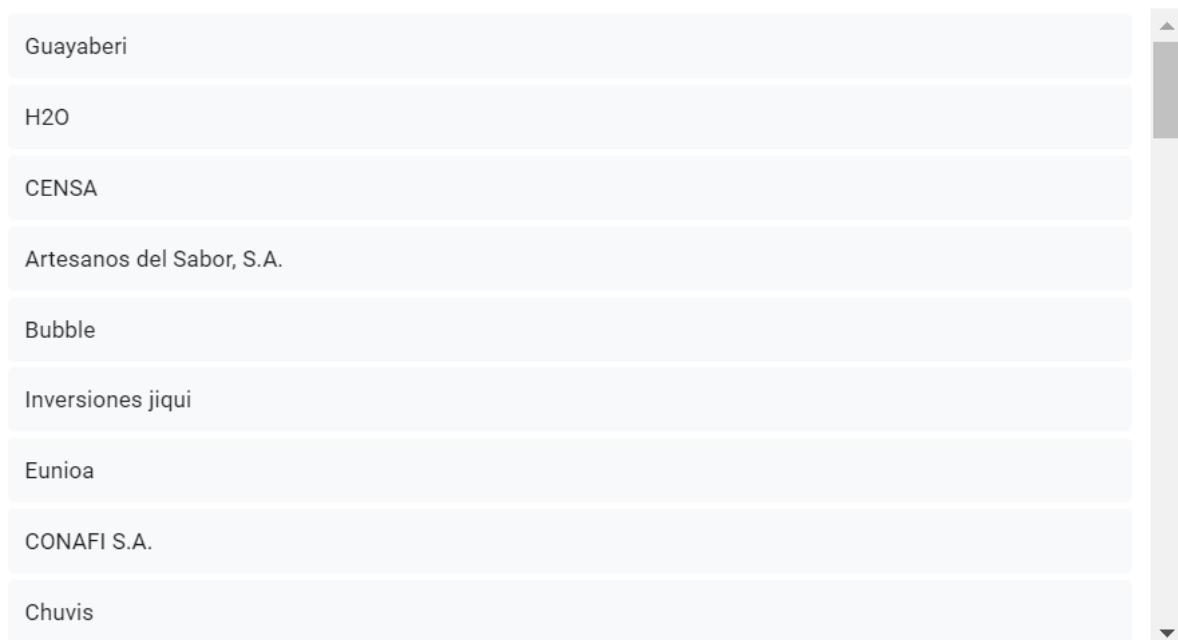 Guayaberi
H2O
CENSA
Artesanos del Sabor, S.A.
Bubble
Inversiones jiqui
Eunioa
CONAFI S.A.
Chuvis